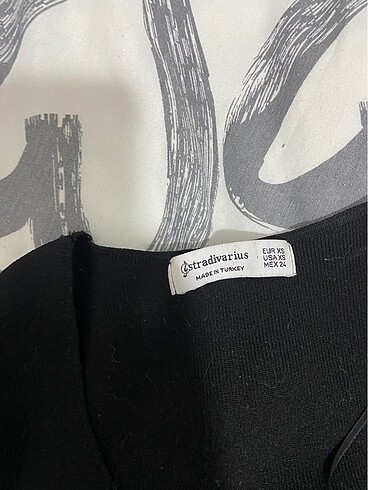 stradivarius
MADE IN TURKEY
EUR XS
USA XS
MEX 24